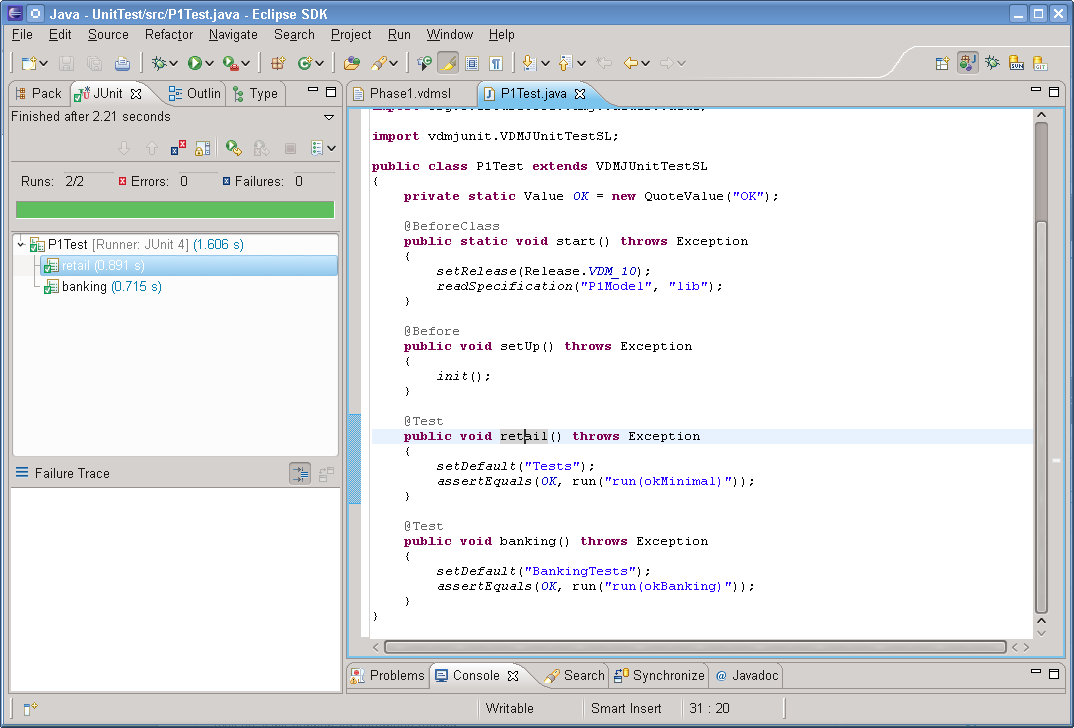 Java - UnitTest/src/P1Test.java - Eclipse SDK
File Edit Source Refactor Navigate Search Project Run Window Help
Pack JUnit Outlin Type
Finished after 2.21 seconds
Runs: 2/2 Errors: 0 Failures: 0
P1Test [Runner: JUnit 4] (1.606 s)
retail (0.891 s)
banking (0.715 s)
Failure Trace
Phase1.vdmsl P1Test.java
import vdmjunit.VDMJUnitTestSL;
public class P1Test extends VDMJUnitTestSL
{
private static Value OK = new QuoteValue("OK");
@BeforeClass
public static void start() throws Exception
{
setRelease(Release.VDM_10);
readSpecification("P1Model", "lib");
}
@Before
public void setUp() throws Exception
{
init();
}
@Test
public void retail() throws Exception
{
setDefault("Tests");
assertEquals(OK, run("run(okMinimal)"));
}
@Test
public void banking() throws Exception
{
setDefault("BankingTests");
assertEquals(OK, run("run(okBanking)"));
}
}
Problems Console Search Synchronize @ Javadoc
Writable Smart Insert 31 : 20